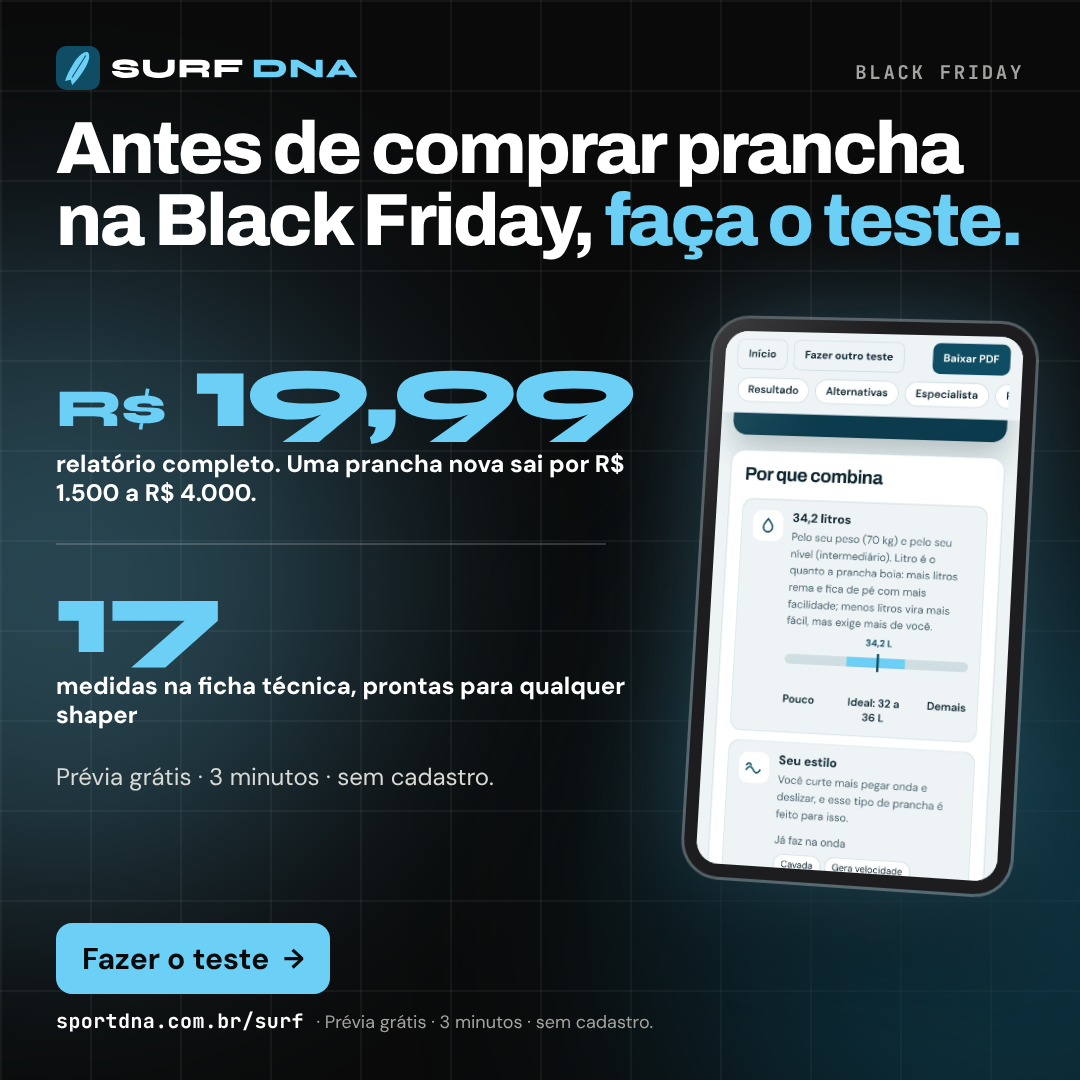 SURF DNA
BLACK FRIDAY
Antes de comprar prancha
na Black Friday, faça o teste.
R$ 19,99
relatório completo. Uma prancha nova sai por R$
1.500 a R$ 4.000.
17
medidas na ficha técnica, prontas para qualquer
shaper
Prévia grátis · 3 minutos · sem cadastro.
Início
Fazer outro teste
Baixar PDF
Resultado
Alternativas
Especialista
Por que combina
34,2 litros
Pelo seu peso (70 kg) e pelo seu
nível (intermediário). Litro é o
quanto a prancha boia: mais litros
rema e fica de pé com mais
facilidade; menos litros vira mais
fácil, mas exige mais de você.
34,2 L
Pouco
Ideal: 32 a
36 L
Demais
Seu estilo
Você curte mais pegar onda e
deslizar, e esse tipo de prancha é
feito para isso.
Já faz na onda
Cavada
Gera velocidade
Fazer o teste →
sportdna.com.br/surf · Prévia grátis · 3 minutos · sem cadastro.